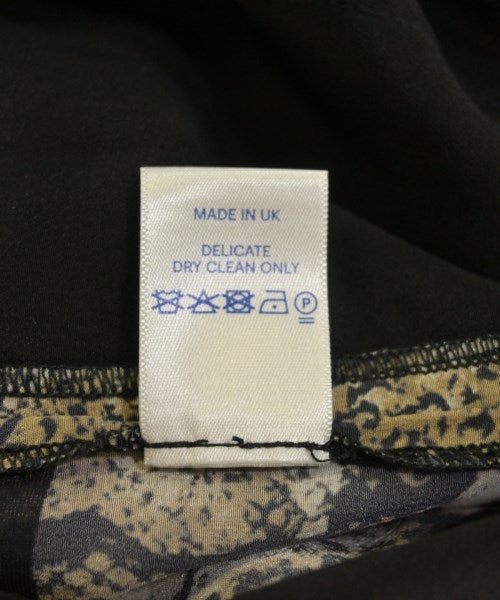 MADE IN UK
DELICATE
DRY CLEAN ONLY
P